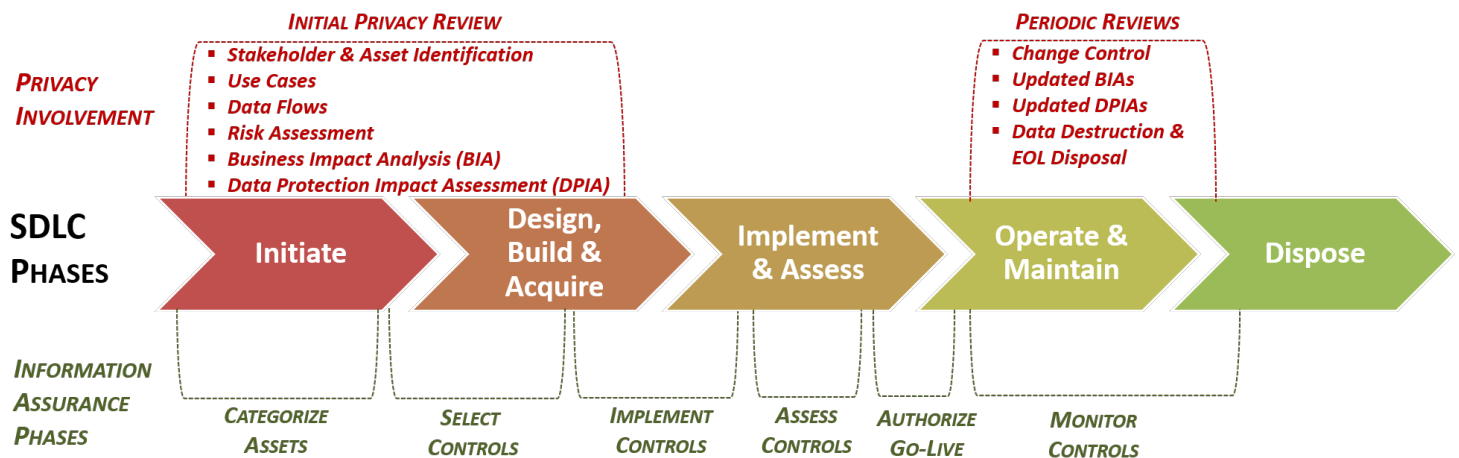 INITIAL PRIVACY REVIEW
PERIODIC REVIEWS
PRIVACY
INVOLVEMENT
▪ Stakeholder & Asset Identification
▪ Use Cases
▪ Data Flows
▪ Risk Assessment
▪ Business Impact Analysis (BIA)
▪ Data Protection Impact Assessment (DPIA)
▪ Change Control
▪ Updated BIAs
▪ Updated DPIAs
▪ Data Destruction &
EOL Disposal
SDLC
PHASES
Initiate
Design,
Build &
Acquire
Implement
& Assess
Operate &
Maintain
Dispose
INFORMATION
ASSURANCE
PHASES
CATEGORIZE
ASSETS
SELECT
CONTROLS
IMPLEMENT
CONTROLS
ASSESS
CONTROLS
AUTHORIZE
GO-LIVE
MONITOR
CONTROLS